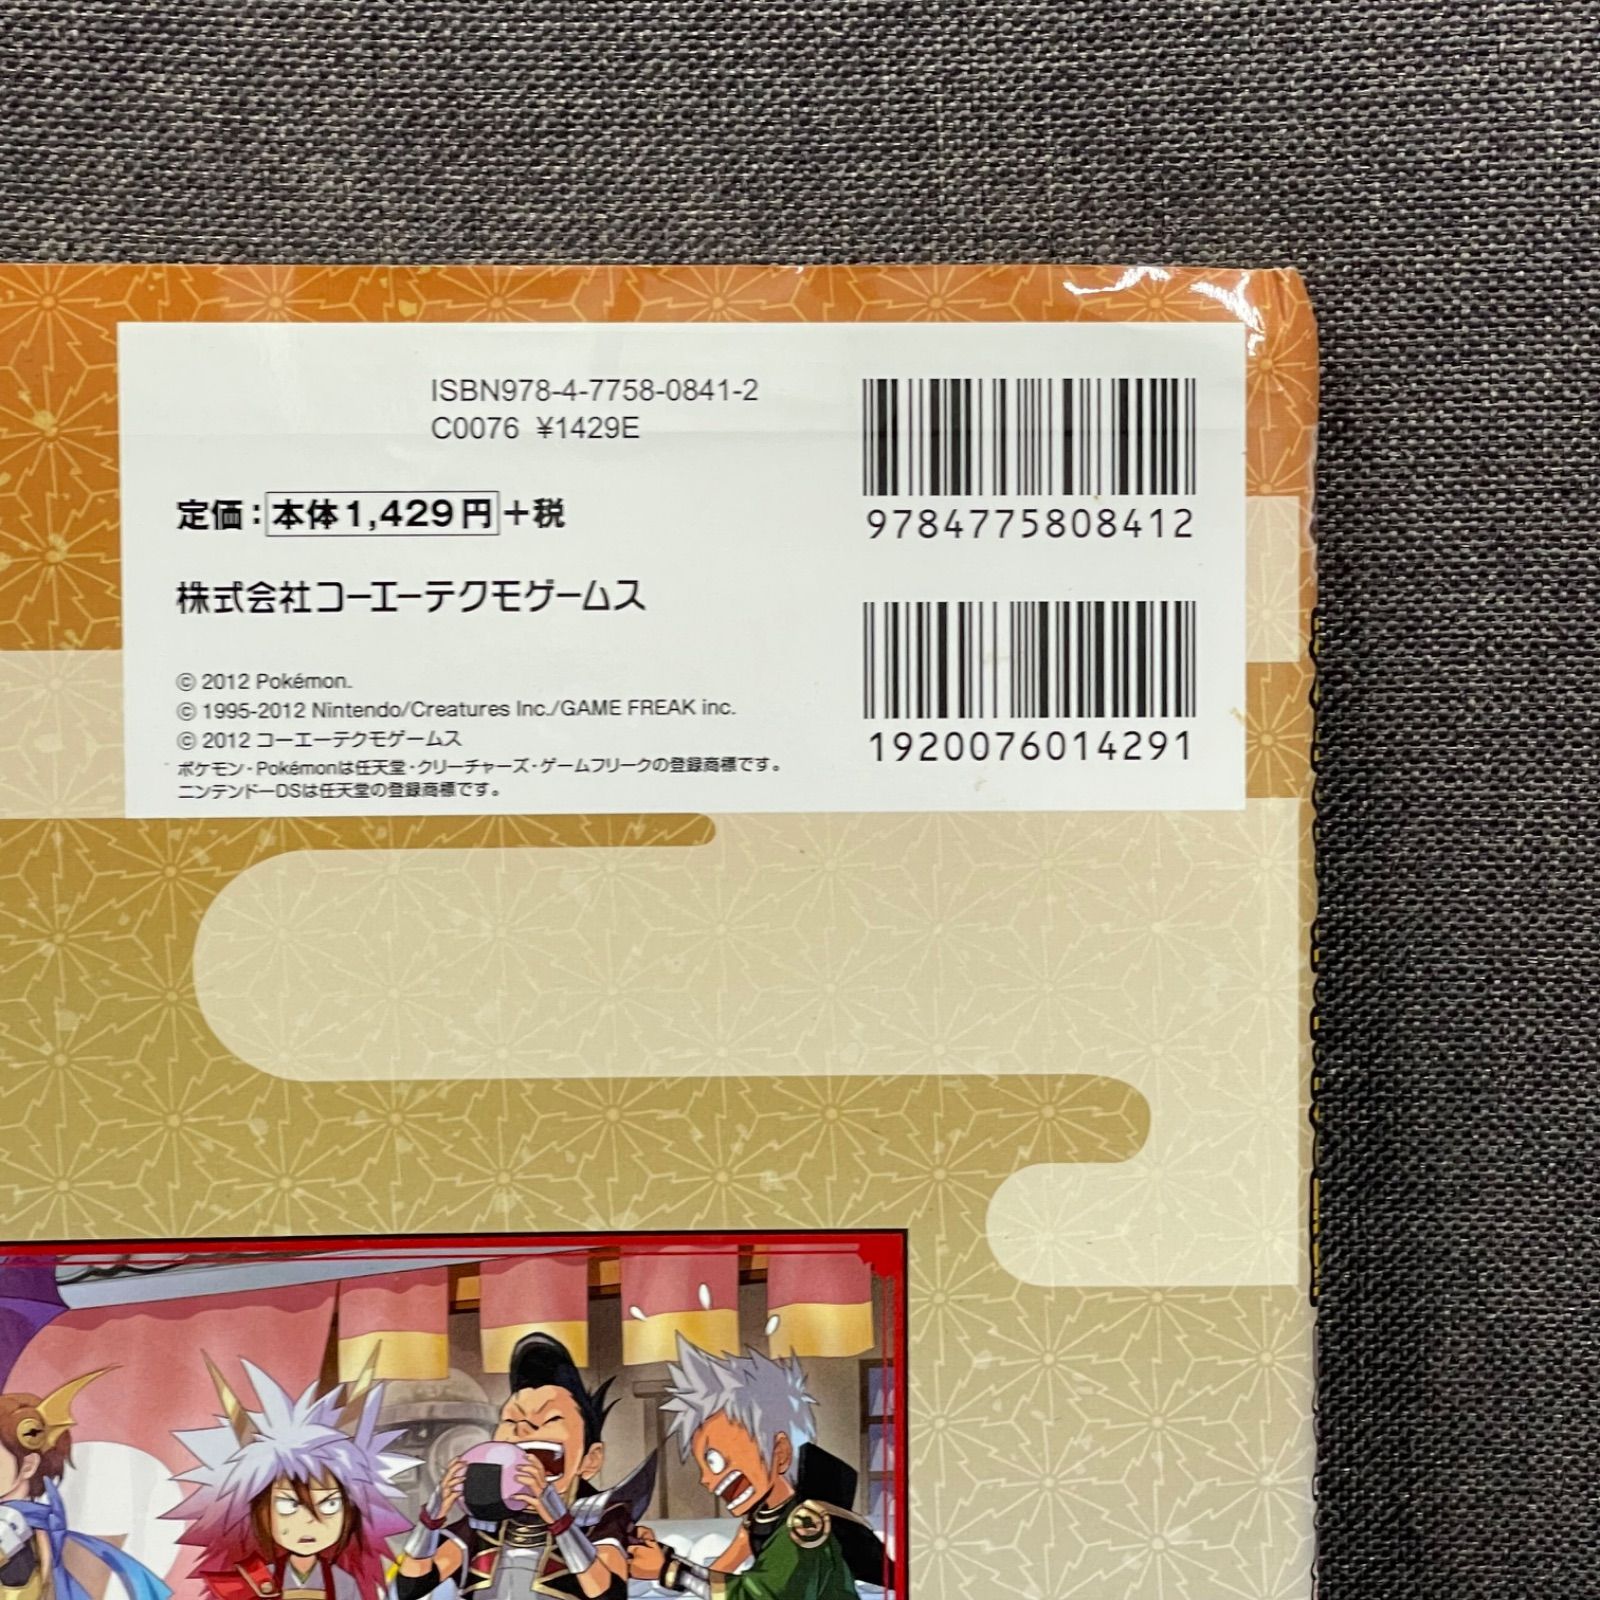 ISBN978-4-7758-0841-2
C0076 ¥1429E
定価：本体1,429円+税
株式会社コーエーテクモゲームス
© 2012 Pokémon.
© 1995-2012 Nintendo/Creatures Inc./GAME FREAK inc.
© 2012 コーエーテクモゲームス
ポケモン・Pokémonは任天堂・クリーチャーズ・ゲームフリークの登録商標です。
ニンテンドーDSは任天堂の登録商標です。
9784775808412
1920076014291